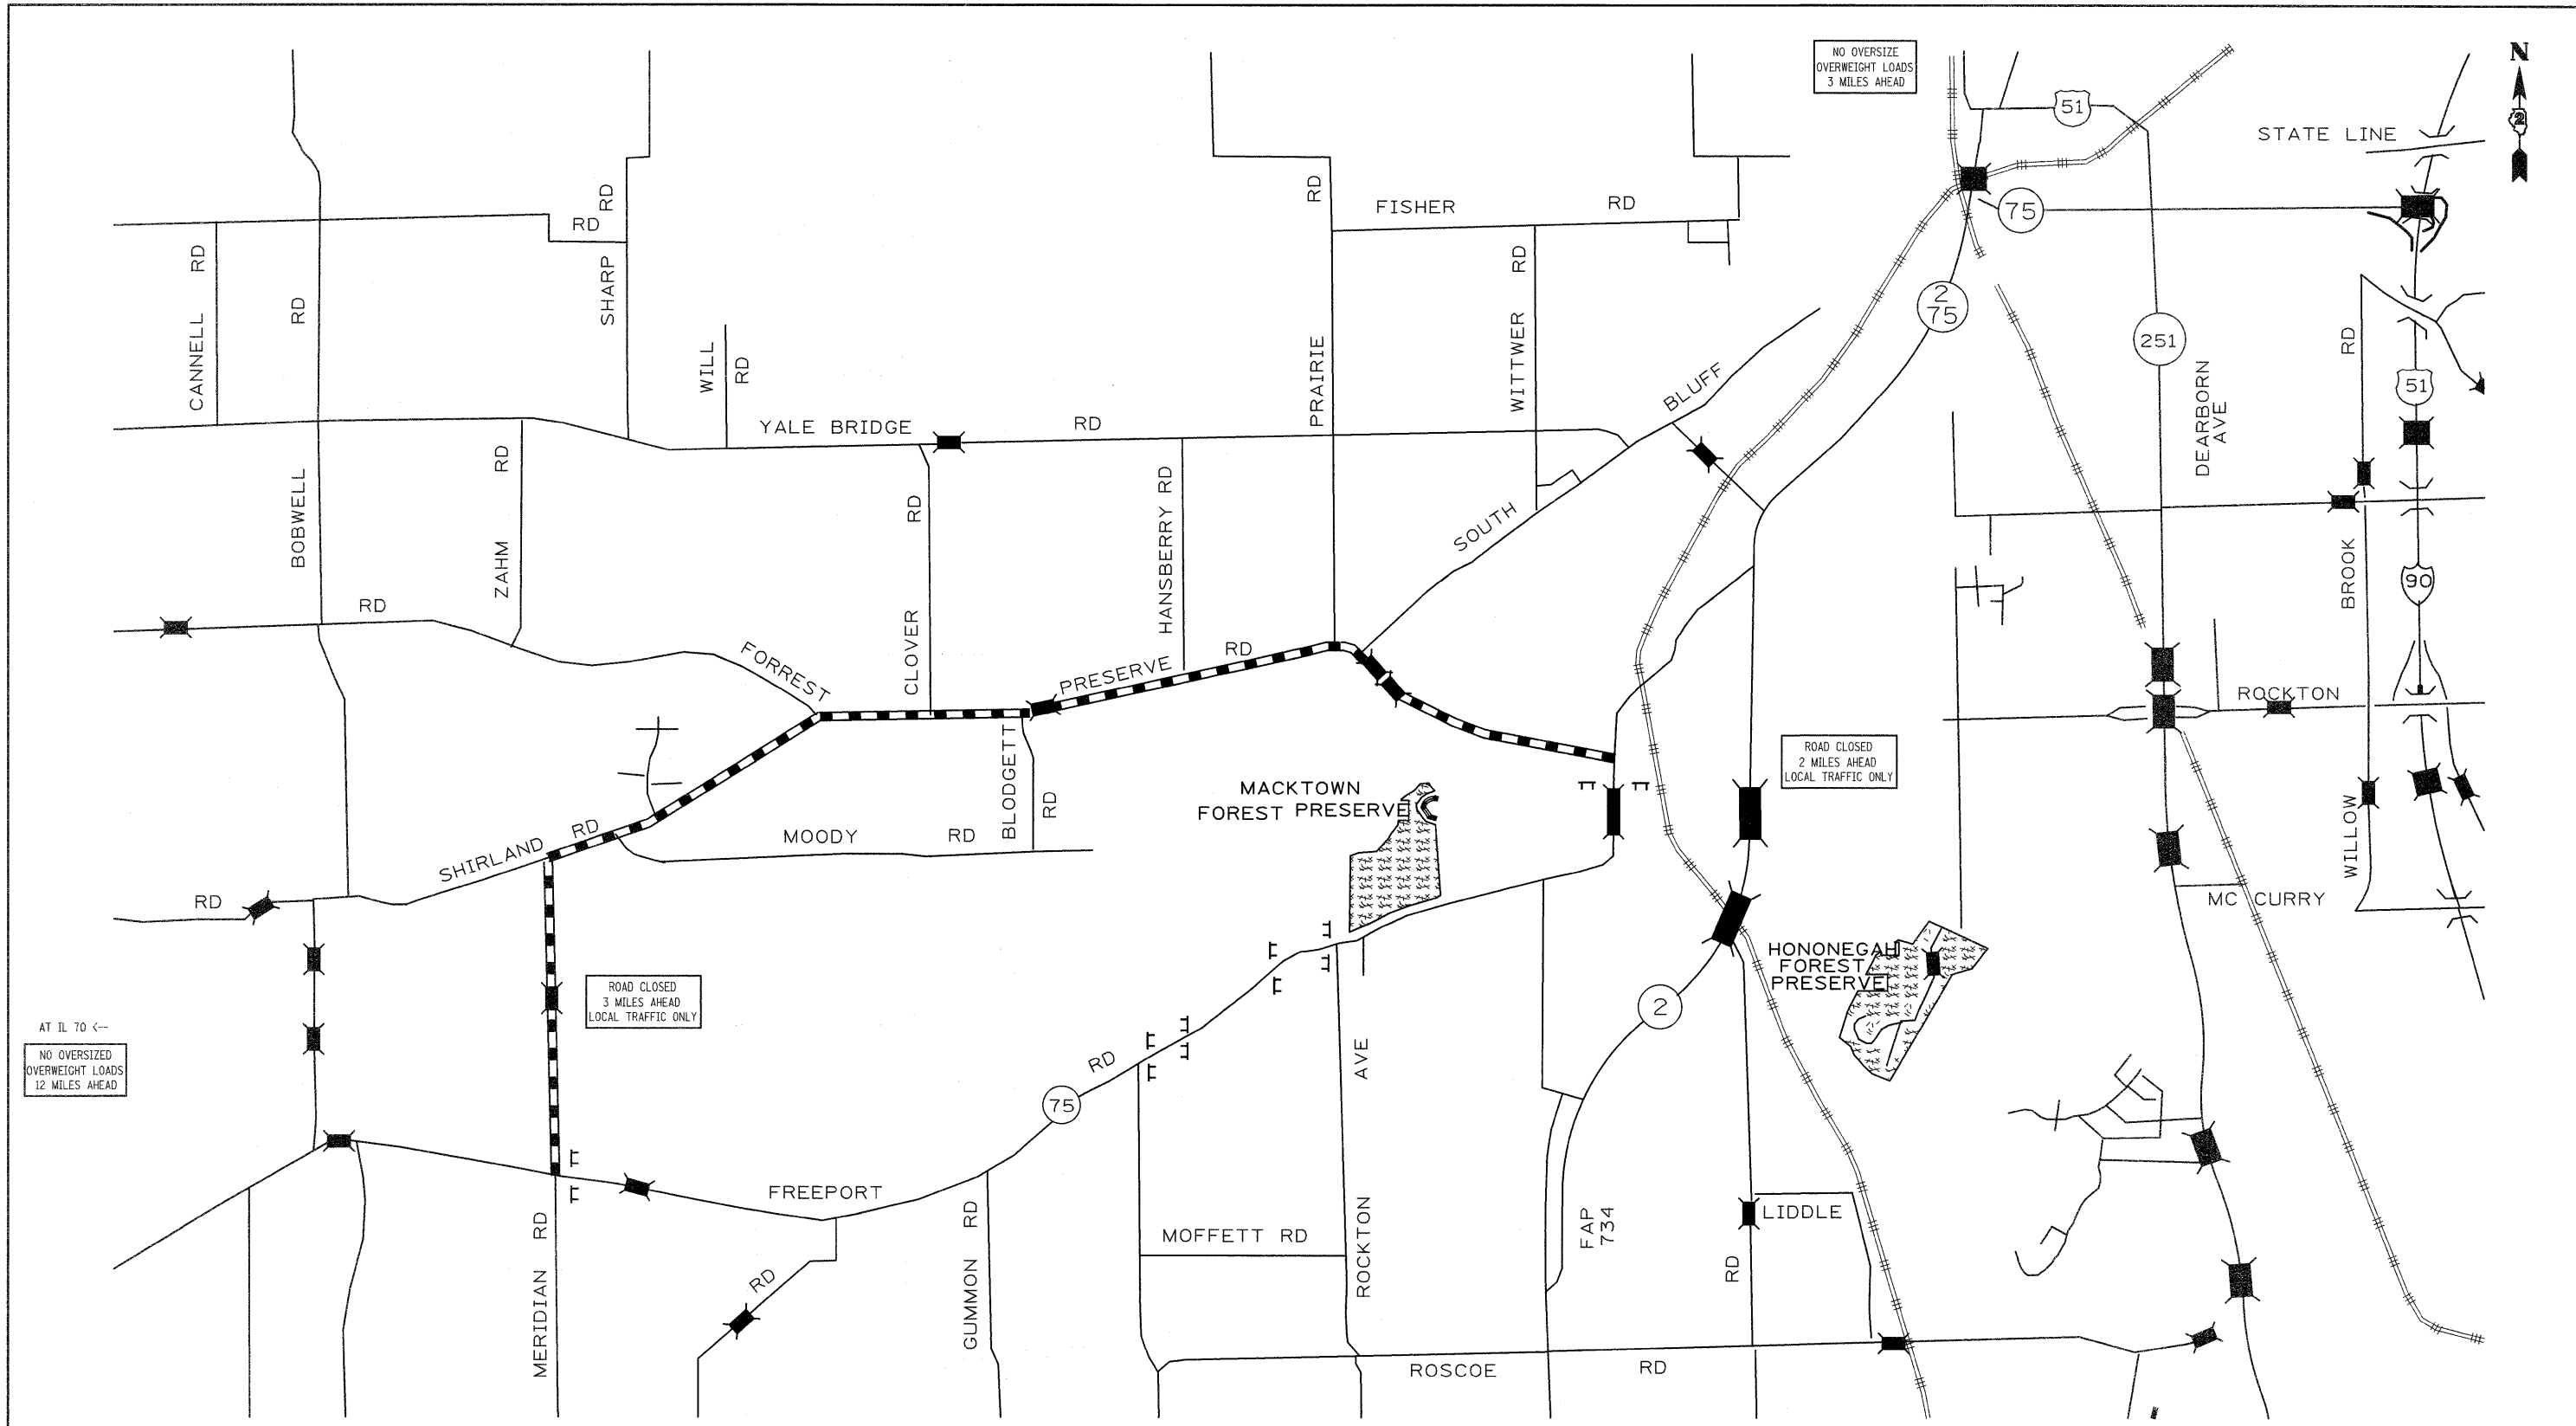 NO OVERSIZE
OVERWEIGHT LOADS
3 MILES AHEAD
N
2
51
STATE LINE
RD
RD
RD
FISHER
RD
75
CANNELL
RD
RD
SHARP
WITTWER
RD
2
75
251
WILL
RD
PRAIRIE
BLUFF
RD
51
YALE BRIDGE
RD
DEARBORN
AVE
BOBWELL
ZAHM
RD
CLOVER
RD
HANSBERRY RD
SOUTH
BROOK
90
RD
FORREST
PRESERVE
RD
ROCKTON
BLODGETT
RD
SHIRLAND
RD
MOODY
RD
MACKTOWN
FOREST PRESERVE
ROAD CLOSED
2 MILES AHEAD
LOCAL TRAFFIC ONLY
WILLOW
RD
MC CURRY
HONONEGAH
FOREST
PRESERVE
ROAD CLOSED
3 MILES AHEAD
LOCAL TRAFFIC ONLY
2
AT IL 70 <--
NO OVERSIZED
OVERWEIGHT LOADS
12 MILES AHEAD
RD
75
AVE
FREEPORT
MERIDIAN
RD
GUMMON
RD
MOFFETT RD
ROCKTON
FAP
734
LIDDLE
RD
RD
ROSCOE
RD